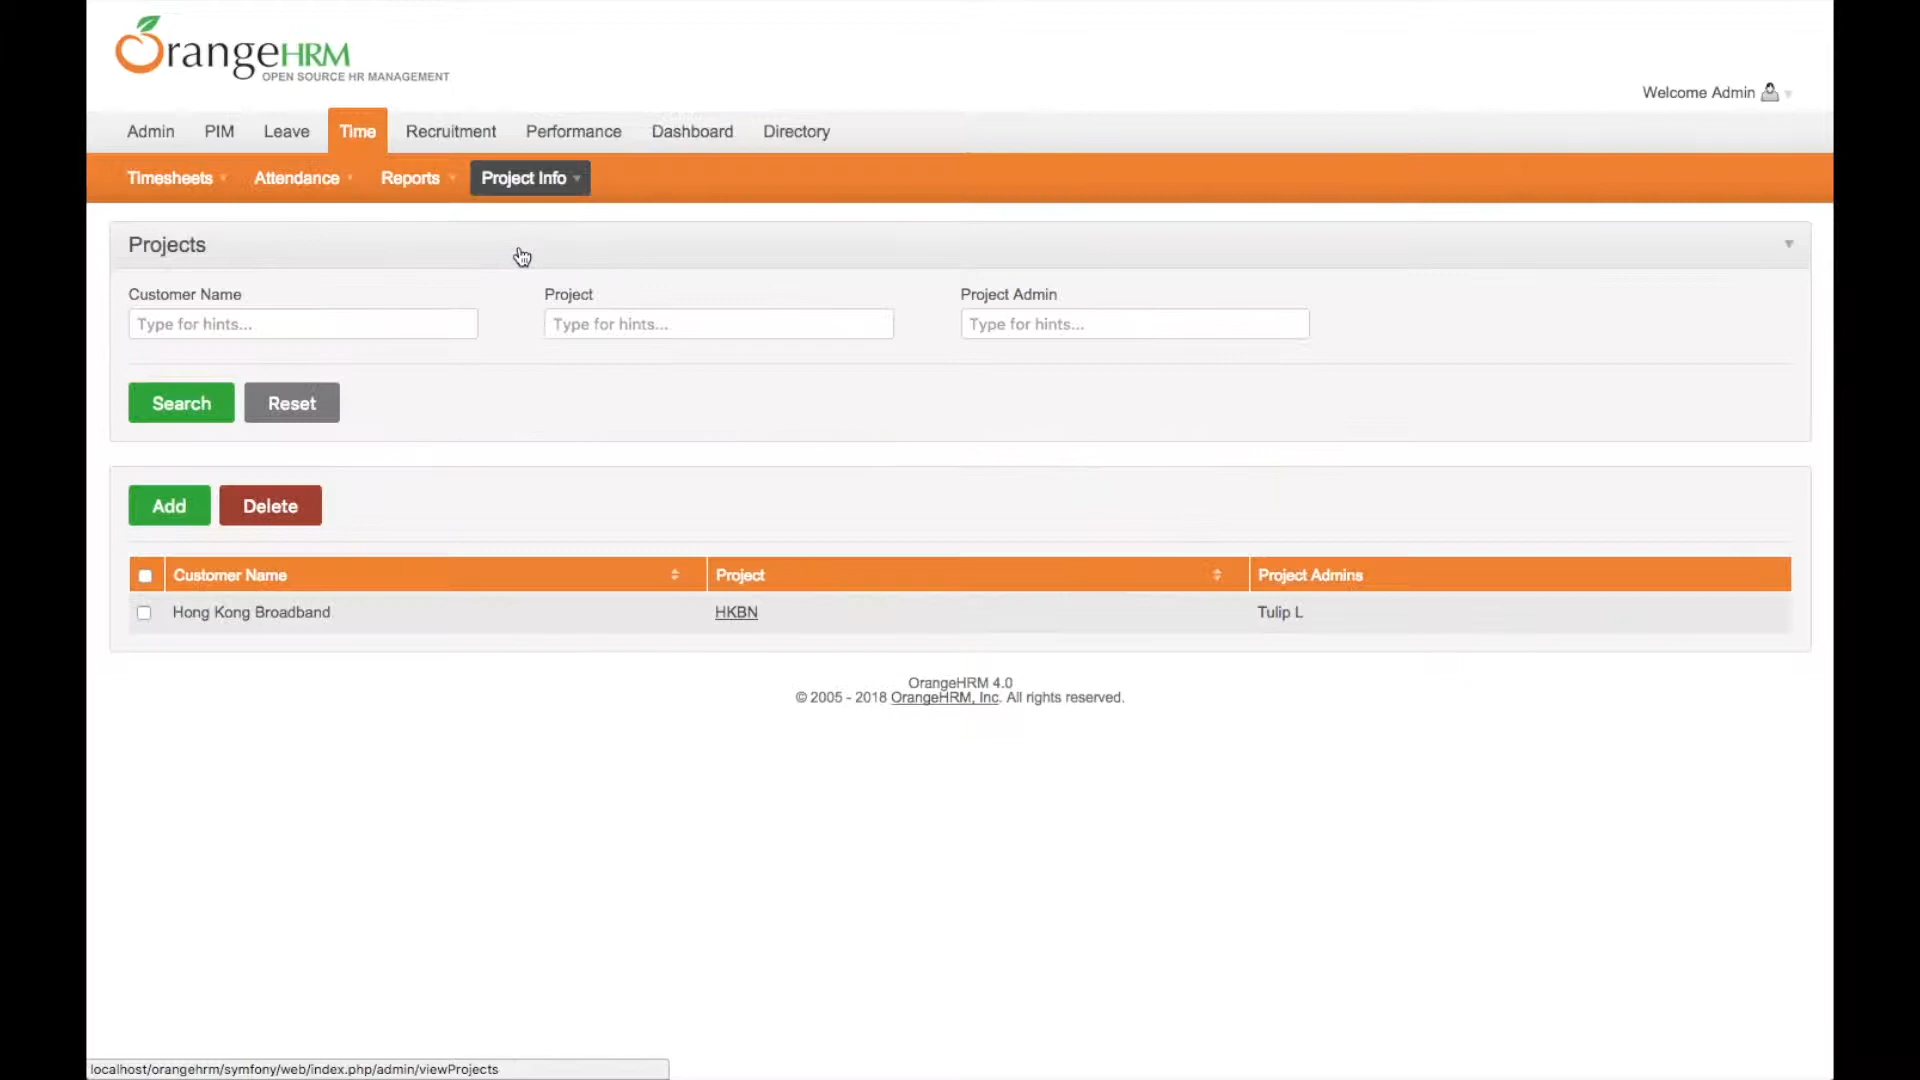 OrangeHRM
OPEN SOURCE HR MANAGEMENT
Welcome Admin
Admin PIM Leave Time Recruitment Performance Dashboard Directory
Timesheets Attendance Reports Project Info
Projects
Customer Name Project Project Admin
Type for hints... Type for hints... Type for hints...
Search Reset
Add Delete
Customer Name Project Project Admins
Hong Kong Broadband HKBN Tulip L
OrangeHRM 4.0
© 2005 - 2018 OrangeHRM, Inc. All rights reserved.
localhost/orangehrm/symfony/web/index.php/admin/viewProjects